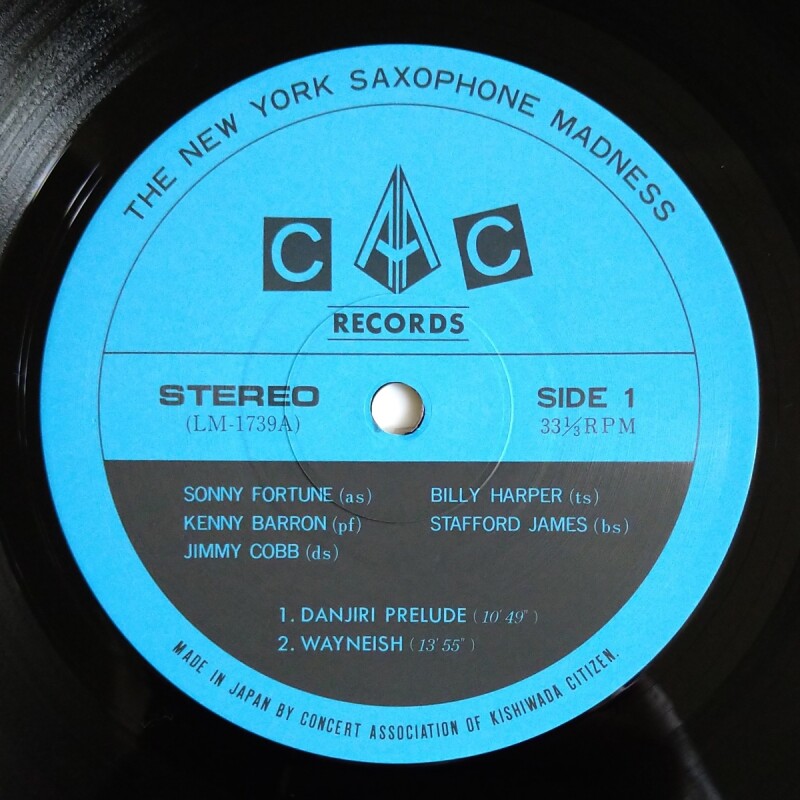 THE NEW YORK SAXOPHONE MADNESS
CAC
RECORDS
STEREO
(LM-1739A)
SIDE 1
33⅓RPM
SONNY FORTUNE (as)
BILLY HARPER (ts)
KENNY BARRON (pf)
STAFFORD JAMES (bs)
JIMMY COBB (ds)
1. DANJIRI PRELUDE (10'49")
2. WAYNEISH (13'55")
MADE IN JAPAN BY CONCERT ASSOCIATION OF KISHIWADA CITIZEN.